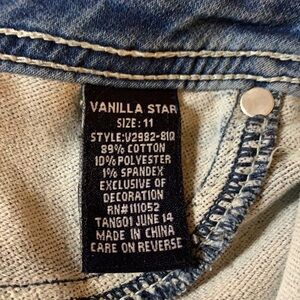 VANILLA STAR
SIZE: 11
STYLE:V2982-81Q
89% COTTON
10% POLYESTER
1% SPANDEX
EXCLUSIVE OF
DECORATION
RN#111052
TANGO1 JUNE 14
MADE IN CHINA
CARE ON REVERSE